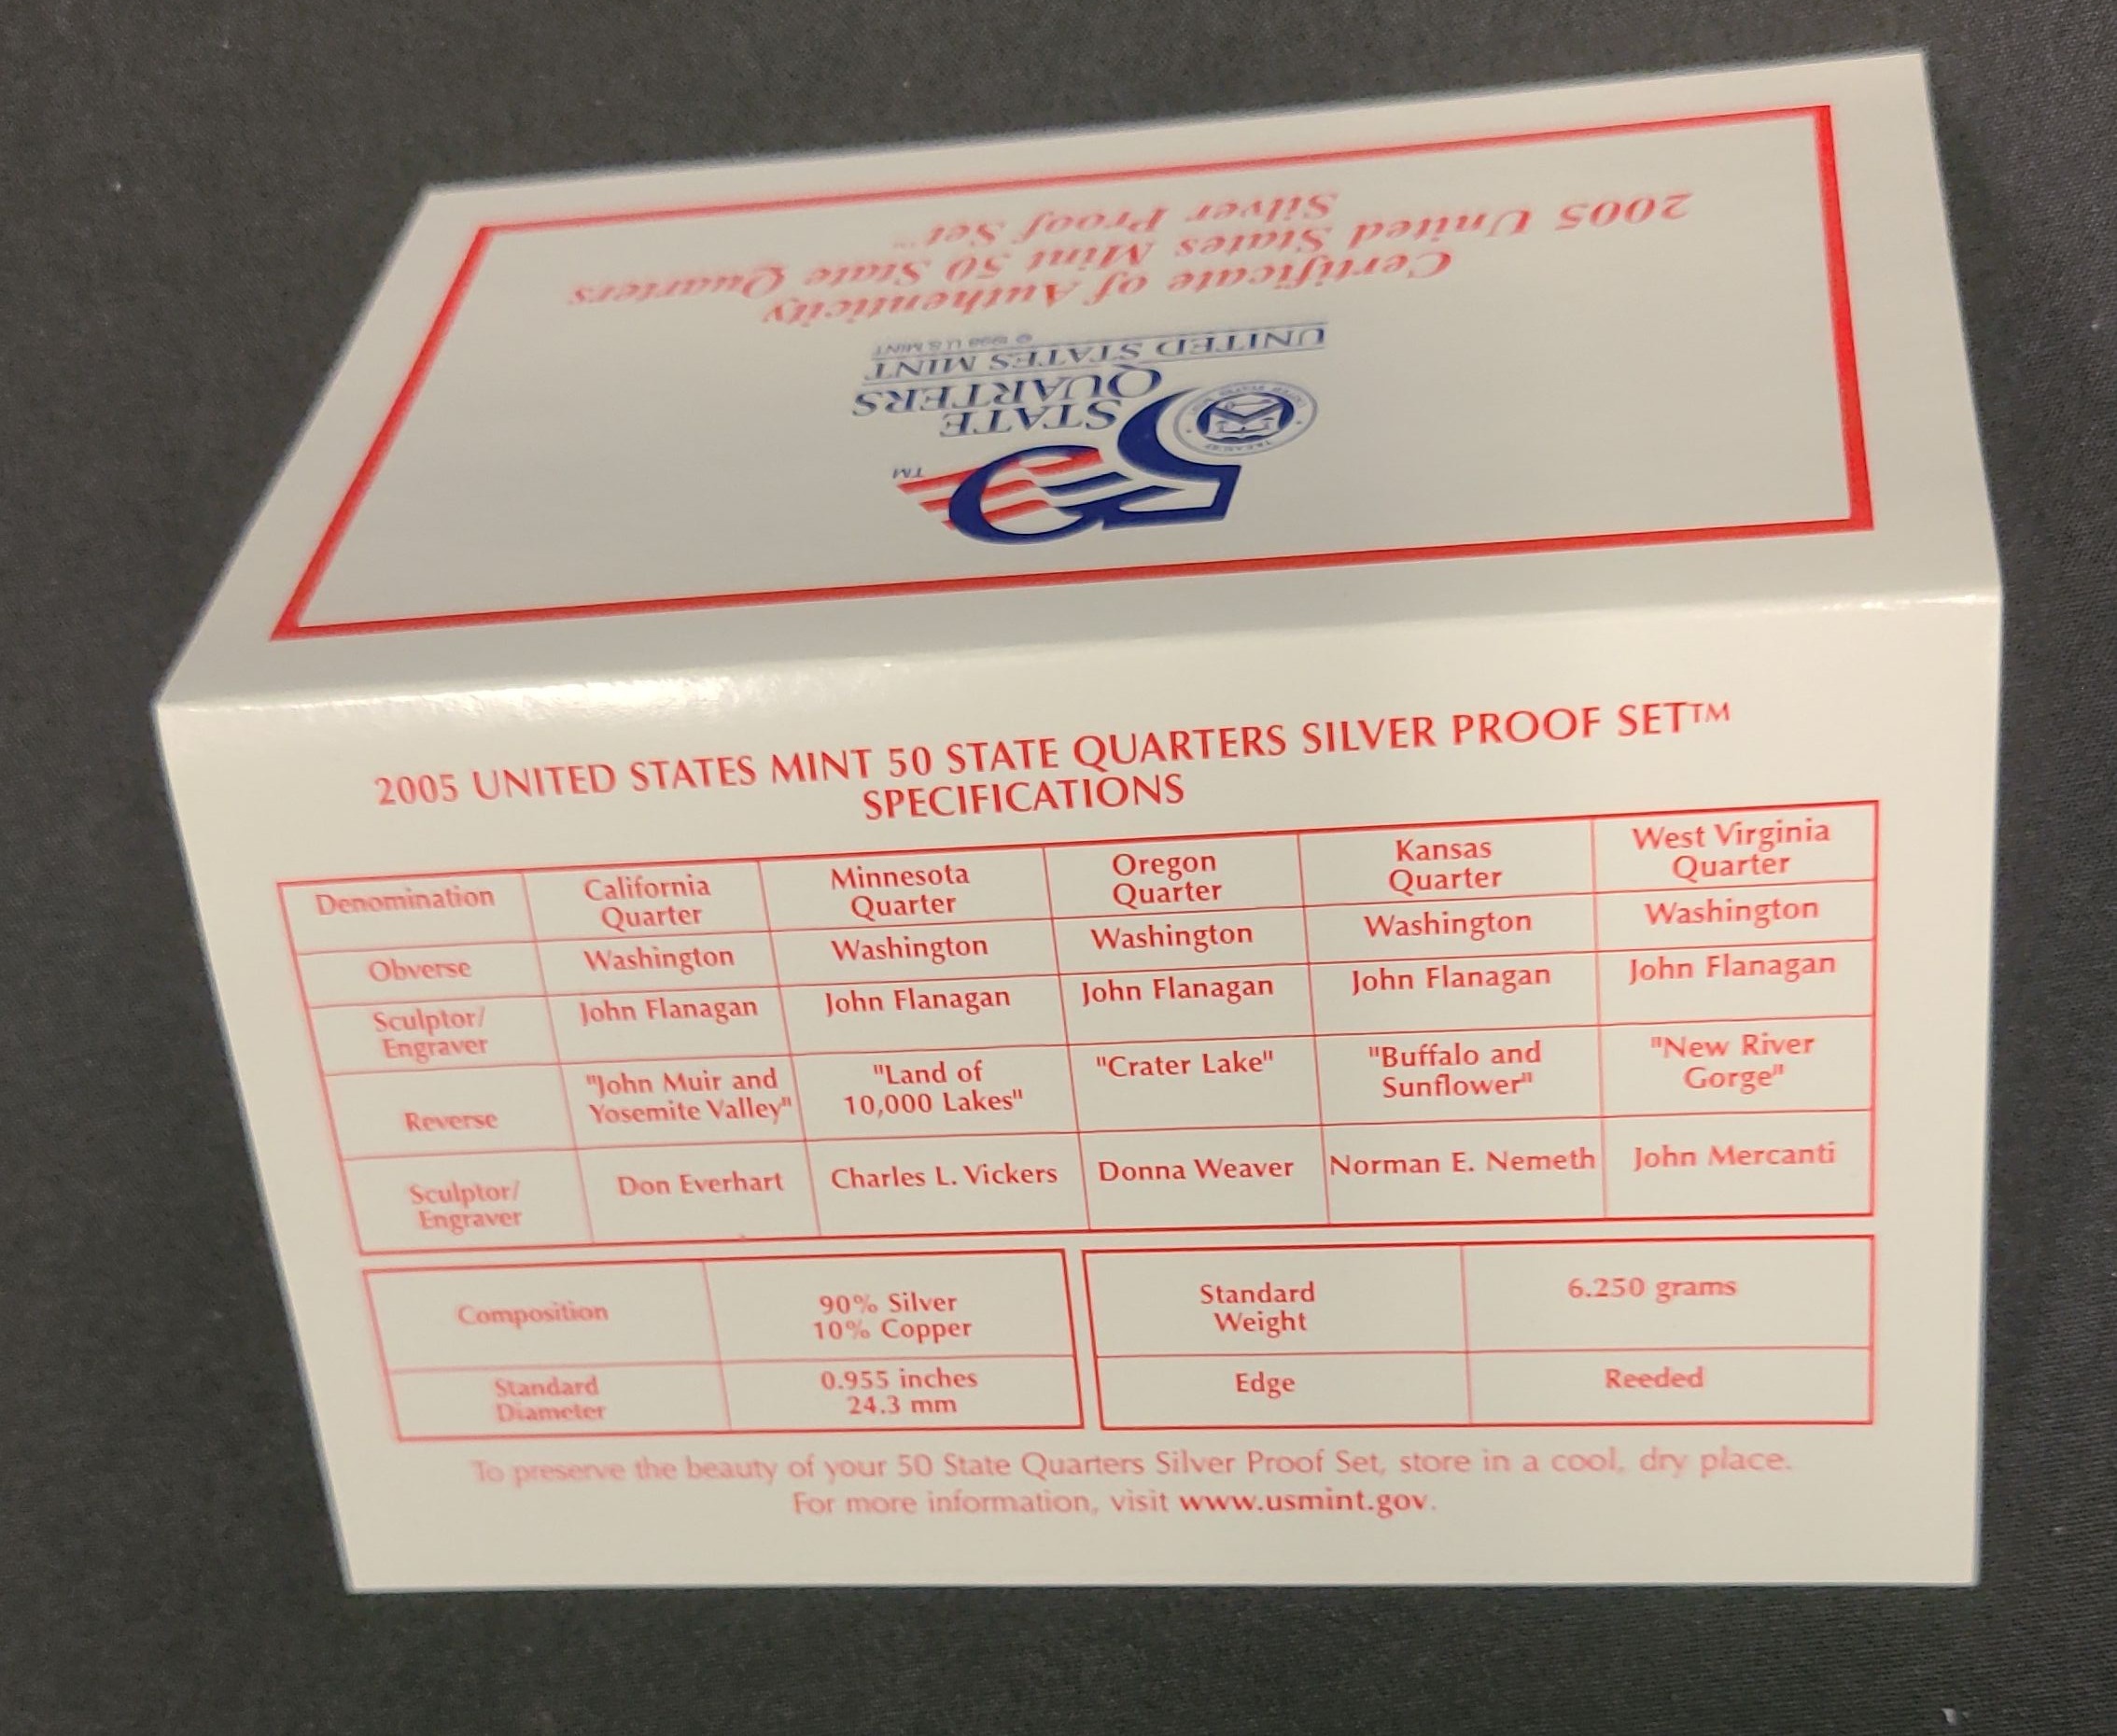 Certificate of Authenticity
2005 United States Mint 50 State Quarters
Silver Proof Set™
50
TM
STATE
QUARTERS
UNITED STATES MINT
© 1998 U.S. MINT
2005 UNITED STATES MINT 50 STATE QUARTERS SILVER PROOF SET™
SPECIFICATIONS
Denomination California Quarter Minnesota Quarter Oregon Quarter Kansas Quarter West Virginia Quarter
Obverse Washington Washington Washington Washington Washington
Sculptor/ Engraver John Flanagan John Flanagan John Flanagan John Flanagan John Flanagan
Reverse "John Muir and Yosemite Valley" "Land of 10,000 Lakes" "Crater Lake" "Buffalo and Sunflower" "New River Gorge"
Sculptor/ Engraver Don Everhart Charles L. Vickers Donna Weaver Norman E. Nemeth John Mercanti
Composition 90% Silver 10% Copper Standard Weight 6.250 grams
Standard Diameter 0.955 inches 24.3 mm Edge Reeded
To preserve the beauty of your 50 State Quarters Silver Proof Set, store in a cool, dry place.
For more information, visit www.usmint.gov.